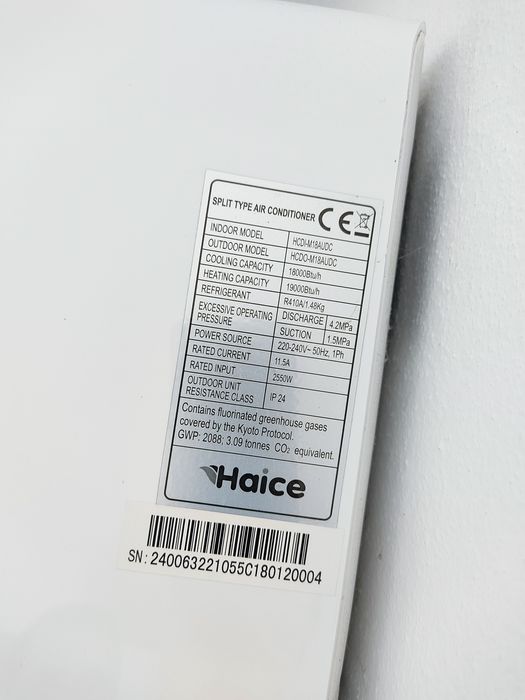 SPLIT TYPE AIR CONDITIONER CE
INDOOR MODEL HCDI-M18AUDC
OUTDOOR MODEL HCDO-M18AUDC
COOLING CAPACITY 18000Btu/h
HEATING CAPACITY 19000Btu/h
REFRIGERANT R410A/1.48Kg
EXCESSIVE OPERATING PRESSURE DISCHARGE 4.2MPa
SUCTION 1.5MPa
POWER SOURCE 220-240V~ 50Hz, 1Ph
RATED CURRENT 11.5A
RATED INPUT 2550W
OUTDOOR UNIT RESISTANCE CLASS IP 24
Contains fluorinated greenhouse gases
covered by the Kyoto Protocol.
GWP: 2088; 3.09 tonnes CO₂ equivalent.
Haice
SN: 240063221055C180120004